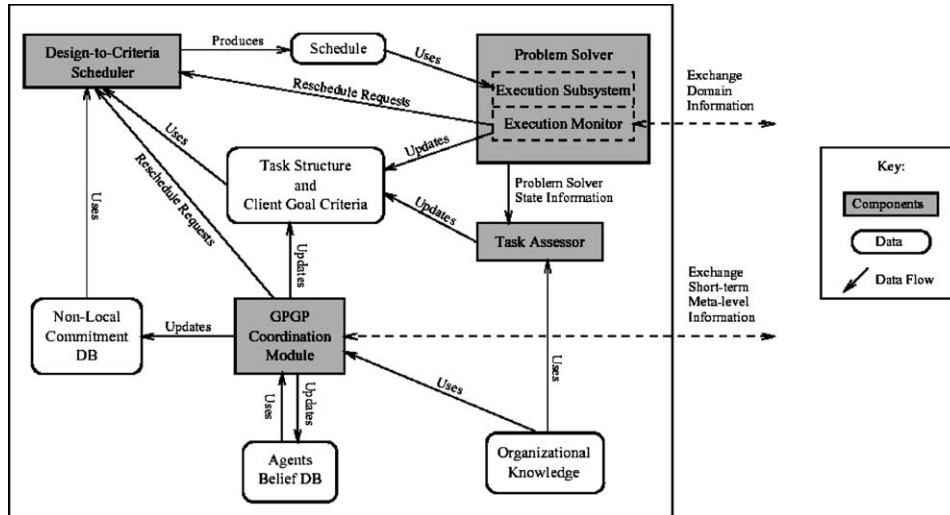 Design-to-Criteria
Scheduler
Produces
Schedule
Uses
Problem Solver
Execution Subsystem
Execution Monitor
Exchange
Domain
Information
Reschedule Requests
Updates
Uses
Task Structure
and
Client Goal Criteria
Reschedule Requests
Problem Solver
State Information
Updates
Task Assessor
Uses
Updates
Key:
Components
Data
Data Flow
Non-Local
Commitment
DB
Updates
GPGP
Coordination
Module
Exchange
Short-term
Meta-level
Information
Uses
Uses
Uses
Updates
Agents
Belief DB
Organizational
Knowledge